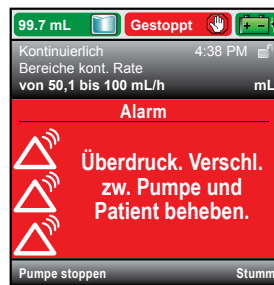 99.7 mL Gestoppt
Kontinuierlich 4:38 PM
Bereiche kont. Rate
von 50,1 bis 100 mL/h mL
Alarm
Überdruck. Verschl.
zw. Pumpe und
Patient beheben.
Pumpe stoppen Stumm